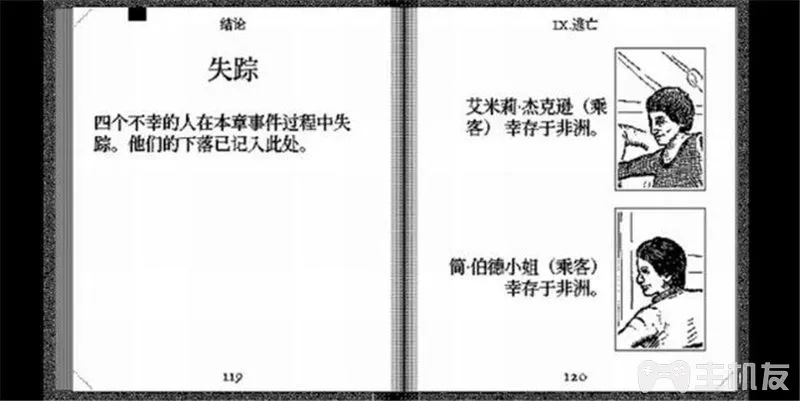 结论
失踪
四个不幸的人在本章事件过程中失
踪。他们的下落已记入此处。
119
IX.逃亡
艾米莉·杰克逊（乘
客） 幸存于非洲。
简·伯德小姐（乘客）
幸存于非洲。
120
主机友